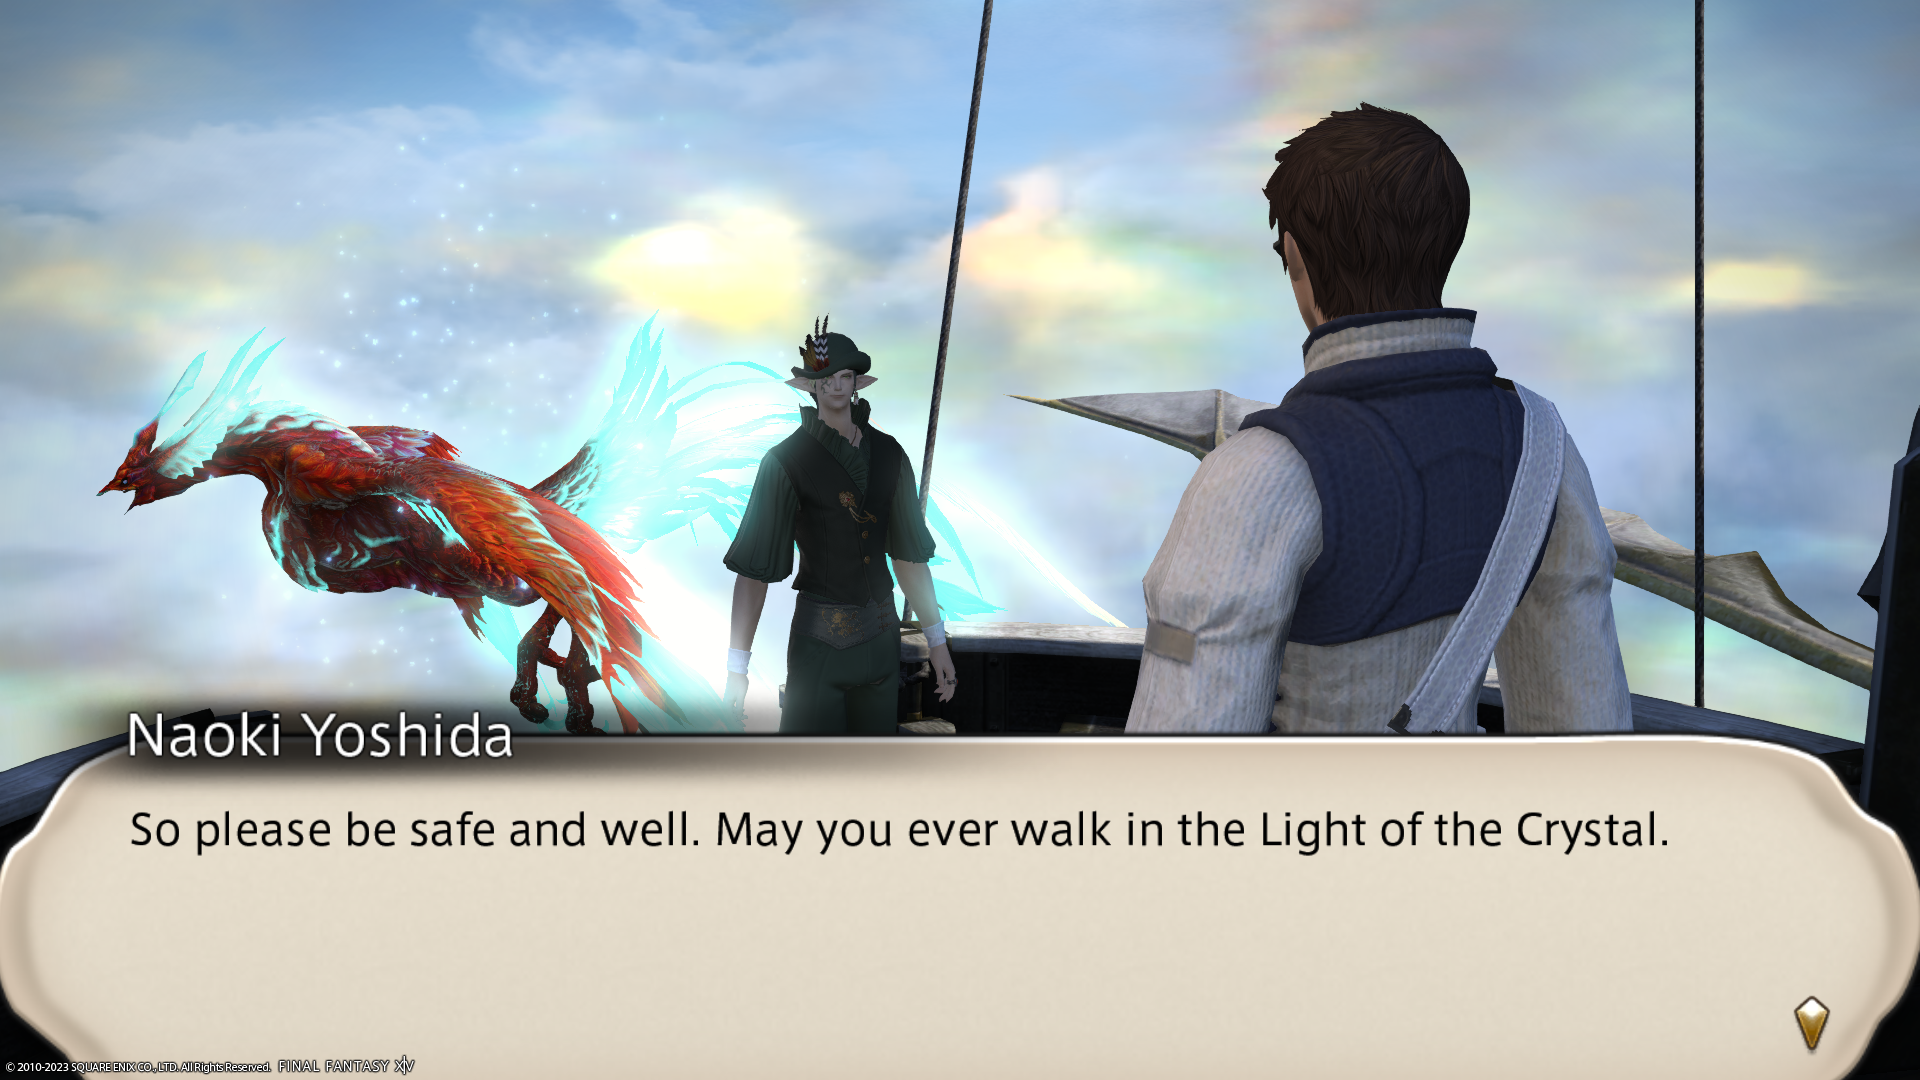 Naoki Yoshida
So please be safe and well. May you ever walk in the Light of the Crystal.
© 2010-2023 SQUARE ENIX CO., LTD. All Rights Reserved. FINAL FANTASY XIV